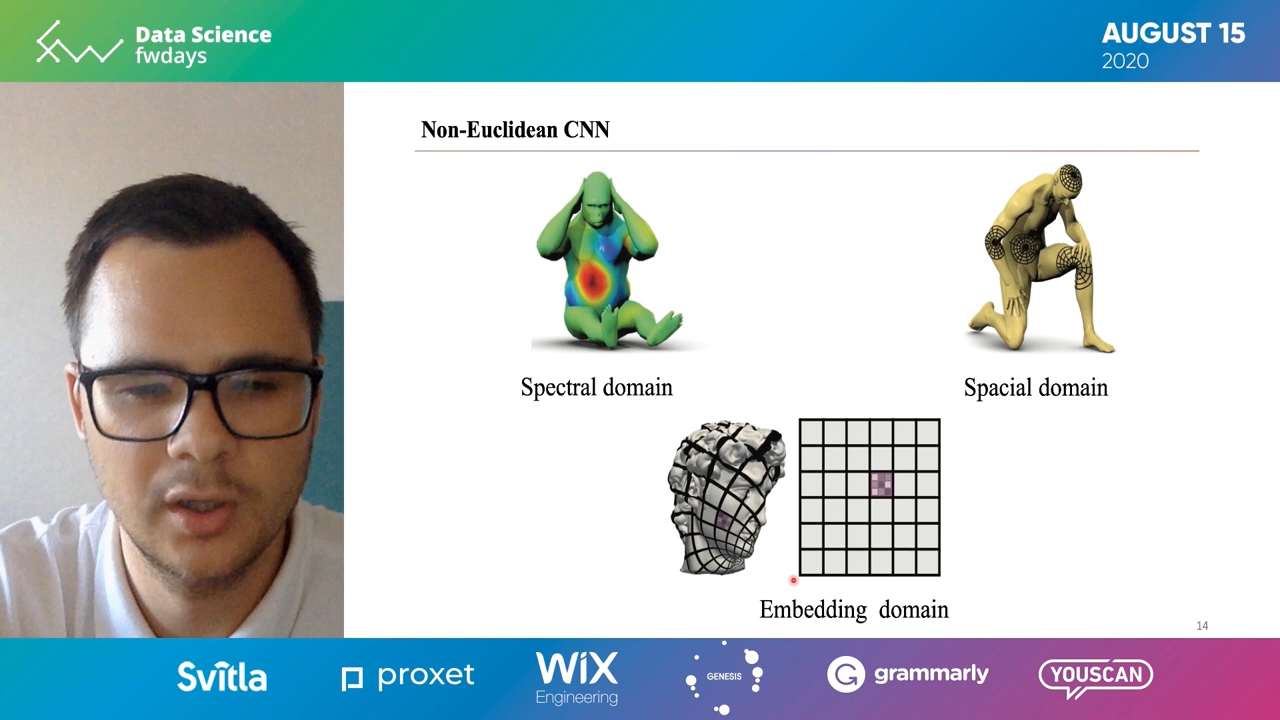 Data Science
fwdays
AUGUST 15
2020
Non-Euclidean CNN
Spectral domain
Spacial domain
Embedding domain
14
Svitla
proxet
WiX
Engineering
GENESIS
grammarly
YOUSCAN